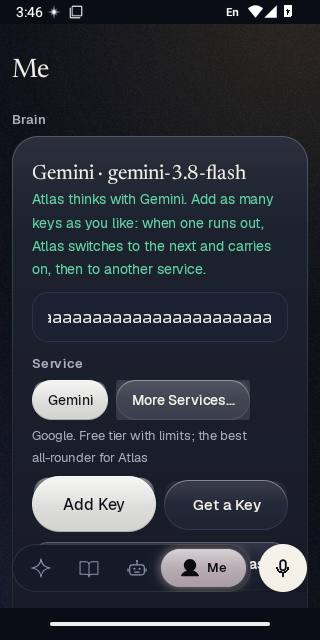 3:46
En
Me
Brain
Gemini · gemini-3.8-flash
Atlas thinks with Gemini. Add as many
keys as you like: when one runs out,
Atlas switches to the next and carries
on, then to another service.
aaaaaaaaaaaaaaaaaaaaaaa
Service
Gemini
More Services...
Google. Free tier with limits; the best
all-rounder for Atlas
Add Key
Get a Key
Me